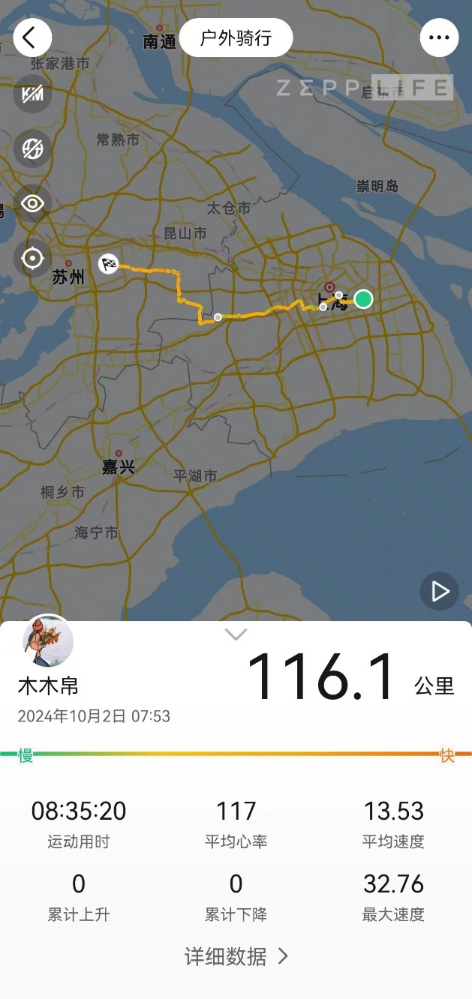 南通
户外骑行
张家港市
KM
ZEPP LIFE
启东市
常熟市
崇明岛
太仓市
昆山市
苏州
上海
嘉兴
平湖市
桐乡市
海宁市
木木帛
116.1 公里
2024年10月2日 07:53
慢
快
08:35:20
117
13.53
运动用时
平均心率
平均速度
0
0
32.76
累计上升
累计下降
最大速度
详细数据